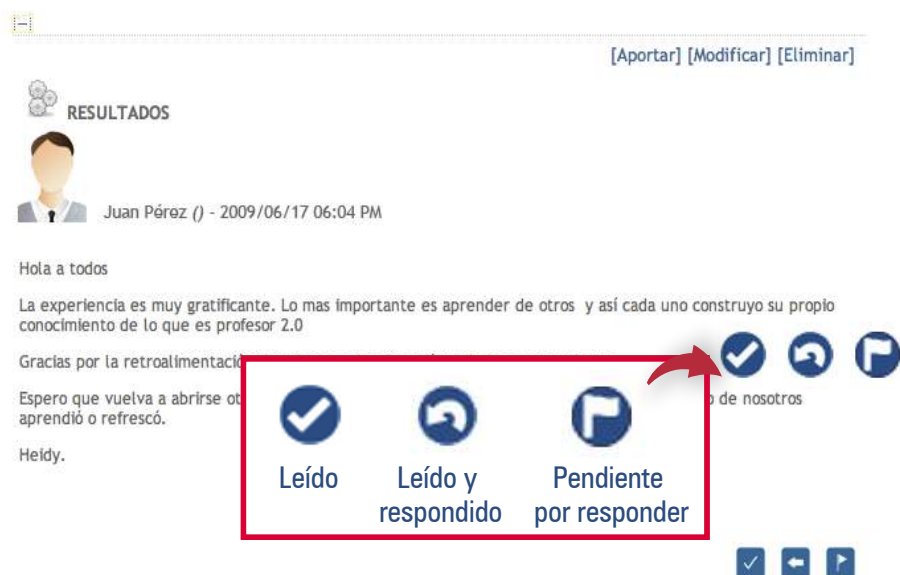 [Aportar] [Modificar] [Eliminar]
RESULTADOS
Juan Pérez () - 2009/06/17 06:04 PM
Hola a todos
La experiencia es muy gratificante. Lo mas importante es aprender de otros y así cada uno construyo su propio
conocimiento de lo que es profesor 2.0
Gracias por la
Espero que vuelva a abrirse de nosotros
aprendió o refrescó.
Heidy.
Leído
Leído y
respondido
Pendiente
por responder